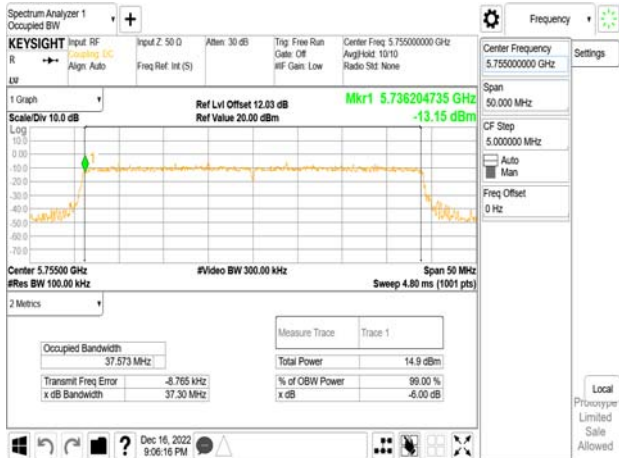 Spectrum Analyzer 1
Occupied BW
+
Frequency
KEYSIGHT Input: RF Input Z: 50 Ω Atten: 30 dB Trig: Free Run Center Freq: 5.755000000 GHz
R Coupling: DC Gate: Off Avg|Hold: 10/10
Align: Auto Freq Ref: Int (S) #IF Gain: Low Radio Std: None
LXI
Center Frequency
5.755000000 GHz
Settings
Span
50.000 MHz
CF Step
5.000000 MHz
Auto
Man
Freq Offset
0 Hz
1 Graph
Ref Lvl Offset 12.03 dB
Mkr1 5.736204735 GHz
Scale/Div 10.0 dB
Ref Value 20.00 dBm
-13.15 dBm
Log
10.0
0.00
-10.0
-20.0
-30.0
-40.0
-50.0
-60.0
-70.0
1
Center 5.75500 GHz #Video BW 300.00 kHz Span 50 MHz
#Res BW 100.00 kHz Sweep 4.80 ms (1001 pts)
2 Metrics
Measure Trace Trace 1
Occupied Bandwidth
37.573 MHz
Total Power 14.9 dBm
Transmit Freq Error -8.765 kHz
% of OBW Power 99.00 %
x dB Bandwidth 37.30 MHz
x dB -6.00 dB
Local
Prototype
Limited
Sale
Allowed
?
Dec 16, 2022
9:06:16 PM